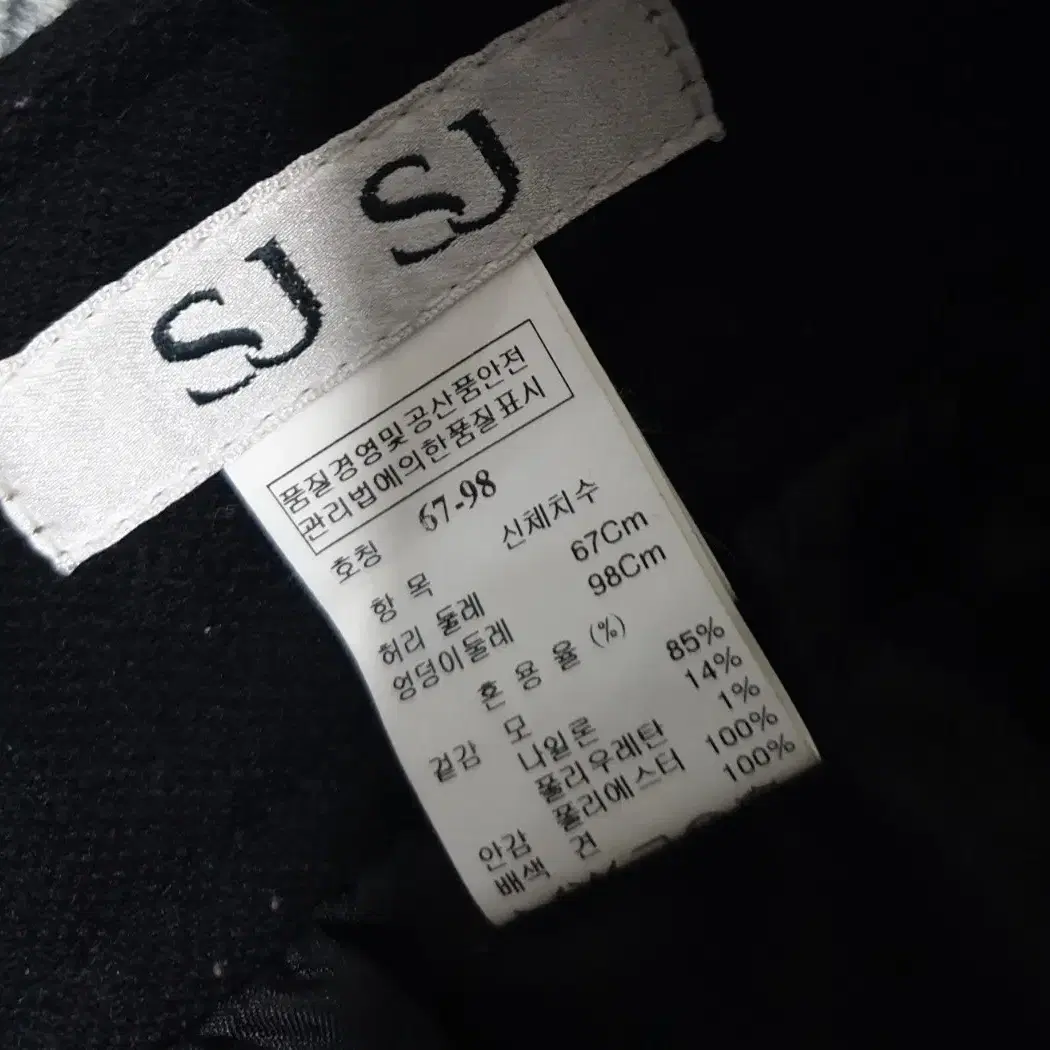 SJ SJ
품질경영및공산품안전
관리법에의한품질표시
호칭 67-98
항 목 신체치수
허리 둘레 67Cm
엉덩이둘레 98Cm
혼 용 율 (%)
겉감 모 85%
나일론 14%
폴리우레탄 1%
안감 폴리에스터 100%
배색 견 100%